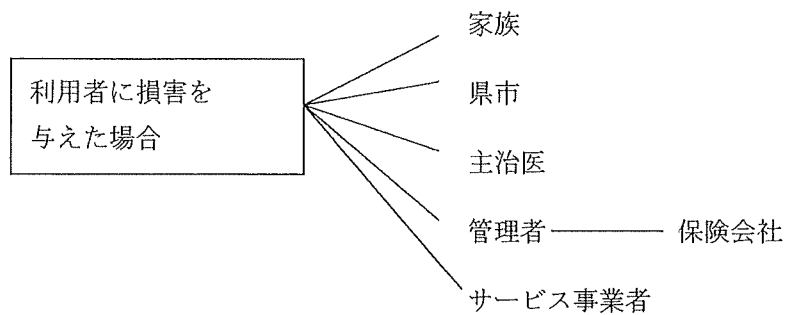 家族
利用者に損害を
与えた場合
県市
主治医
管理者
保険会社
サービス事業者